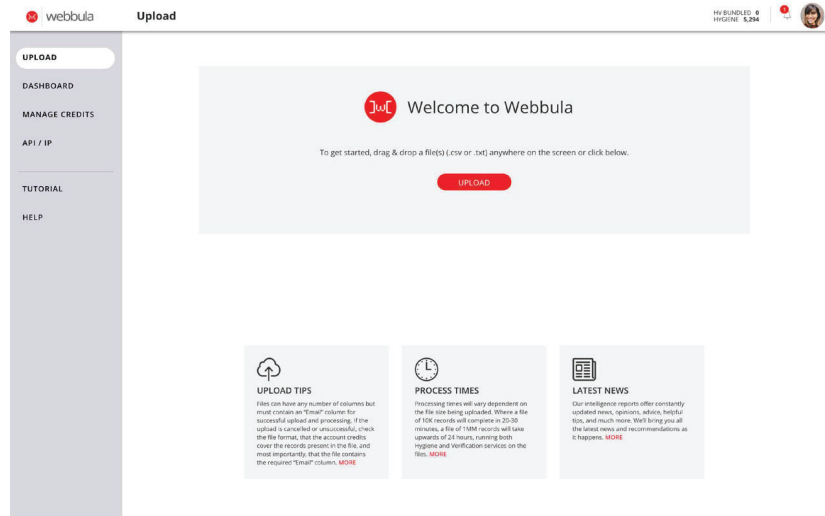 webbula
Upload
HV BUNDLED 0
HYGIENE 5,294
1
UPLOAD
DASHBOARD
MANAGE CREDITS
API / IP
TUTORIAL
HELP
Welcome to Webbula
To get started, drag & drop a file(s) (.csv or .txt) anywhere on the screen or click below.
UPLOAD
UPLOAD TIPS
Files can have any number of columns but
must contain an "Email" column for
successful upload and processing, if the
upload is cancelled or unsuccessful, check
the file format, that the account credits
cover the records present in the file, and
most importantly, that the file contains
the required "Email" column. MORE
PROCESS TIMES
Processing times will vary dependent on
the file size being uploaded. Where a file
of 10K records will complete in 20-30
minutes, a file of 1MM records will take
upwards of 24 hours, running both
Hygiene and Verification services on the
files. MORE
LATEST NEWS
Our intelligence reports offer constantly
updated news, opinions, advice, helpful
tips, and much more. We'll bring you all
the latest news and recommendations as
it happens. MORE